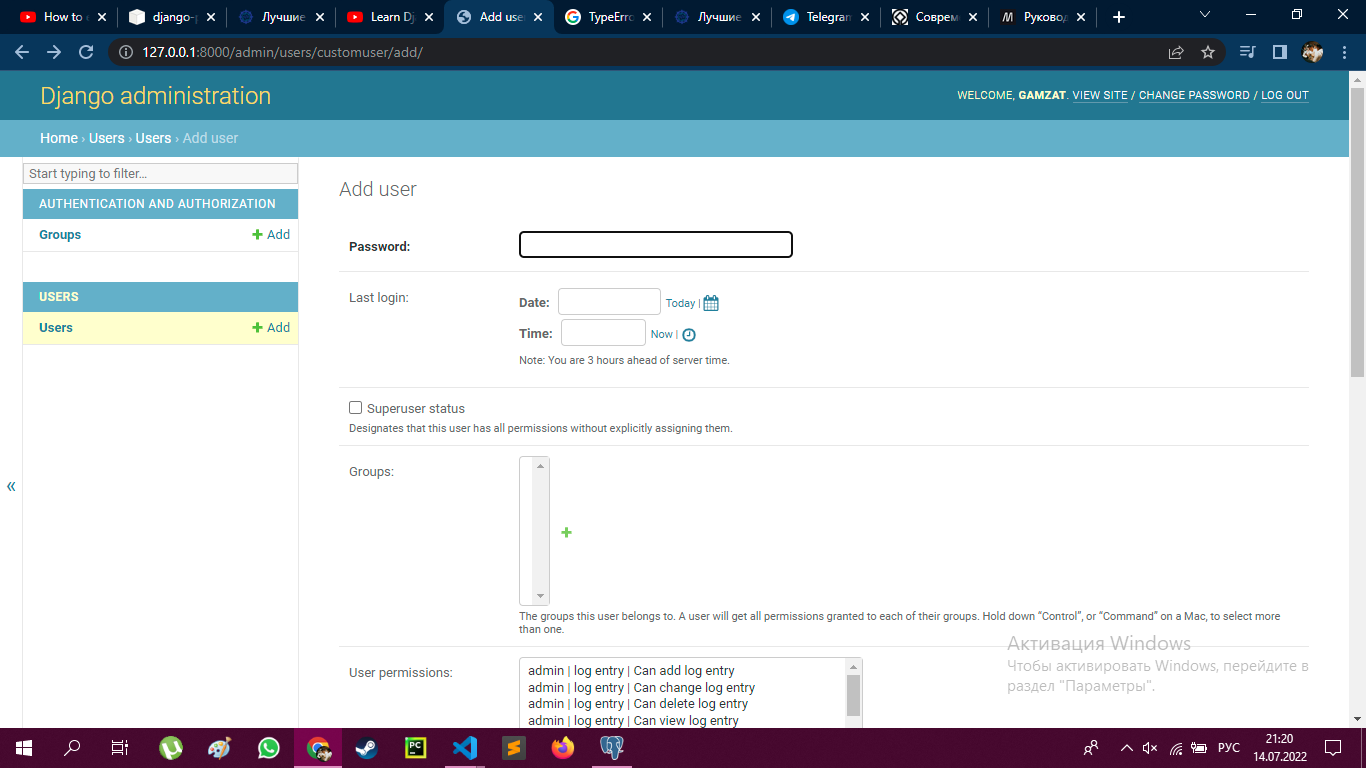 How to e
django-p
Лучшие
Learn Dj
Add use
TypeErro
Лучшие
Telegram
Соврем
Руковод
127.0.0.1:8000/admin/users/customuser/add/
Django administration
WELCOME, GAMZAT. VIEW SITE / CHANGE PASSWORD / LOG OUT
Home › Users › Users › Add user
Start typing to filter...
AUTHENTICATION AND AUTHORIZATION
Groups + Add
USERS
Users + Add
«
Add user
Password:
Last login:
Date: Today |
Time: Now |
Note: You are 3 hours ahead of server time.
Superuser status
Designates that this user has all permissions without explicitly assigning them.
Groups:
The groups this user belongs to. A user will get all permissions granted to each of their groups. Hold down “Control”, or “Command” on a Mac, to select more
than one.
User permissions:
admin | log entry | Can add log entry
admin | log entry | Can change log entry
admin | log entry | Can delete log entry
admin | log entry | Can view log entry
Активация Windows
Чтобы активировать Windows, перейдите в
раздел "Параметры".
PC
РУС
21:20
14.07.2022